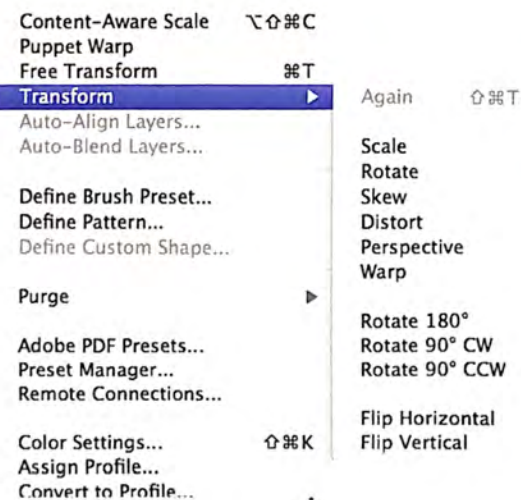 Content-Aware Scale ⌥⇧⌘C
Puppet Warp
Free Transform ⌘T
Transform ▶
Auto-Align Layers...
Auto-Blend Layers...
Define Brush Preset...
Define Pattern...
Define Custom Shape...
Purge ▶
Adobe PDF Presets...
Preset Manager...
Remote Connections...
Color Settings... ⇧⌘K
Assign Profile...
Convert to Profile...
Again ⇧⌘T
Scale
Rotate
Skew
Distort
Perspective
Warp
Rotate 180°
Rotate 90° CW
Rotate 90° CCW
Flip Horizontal
Flip Vertical